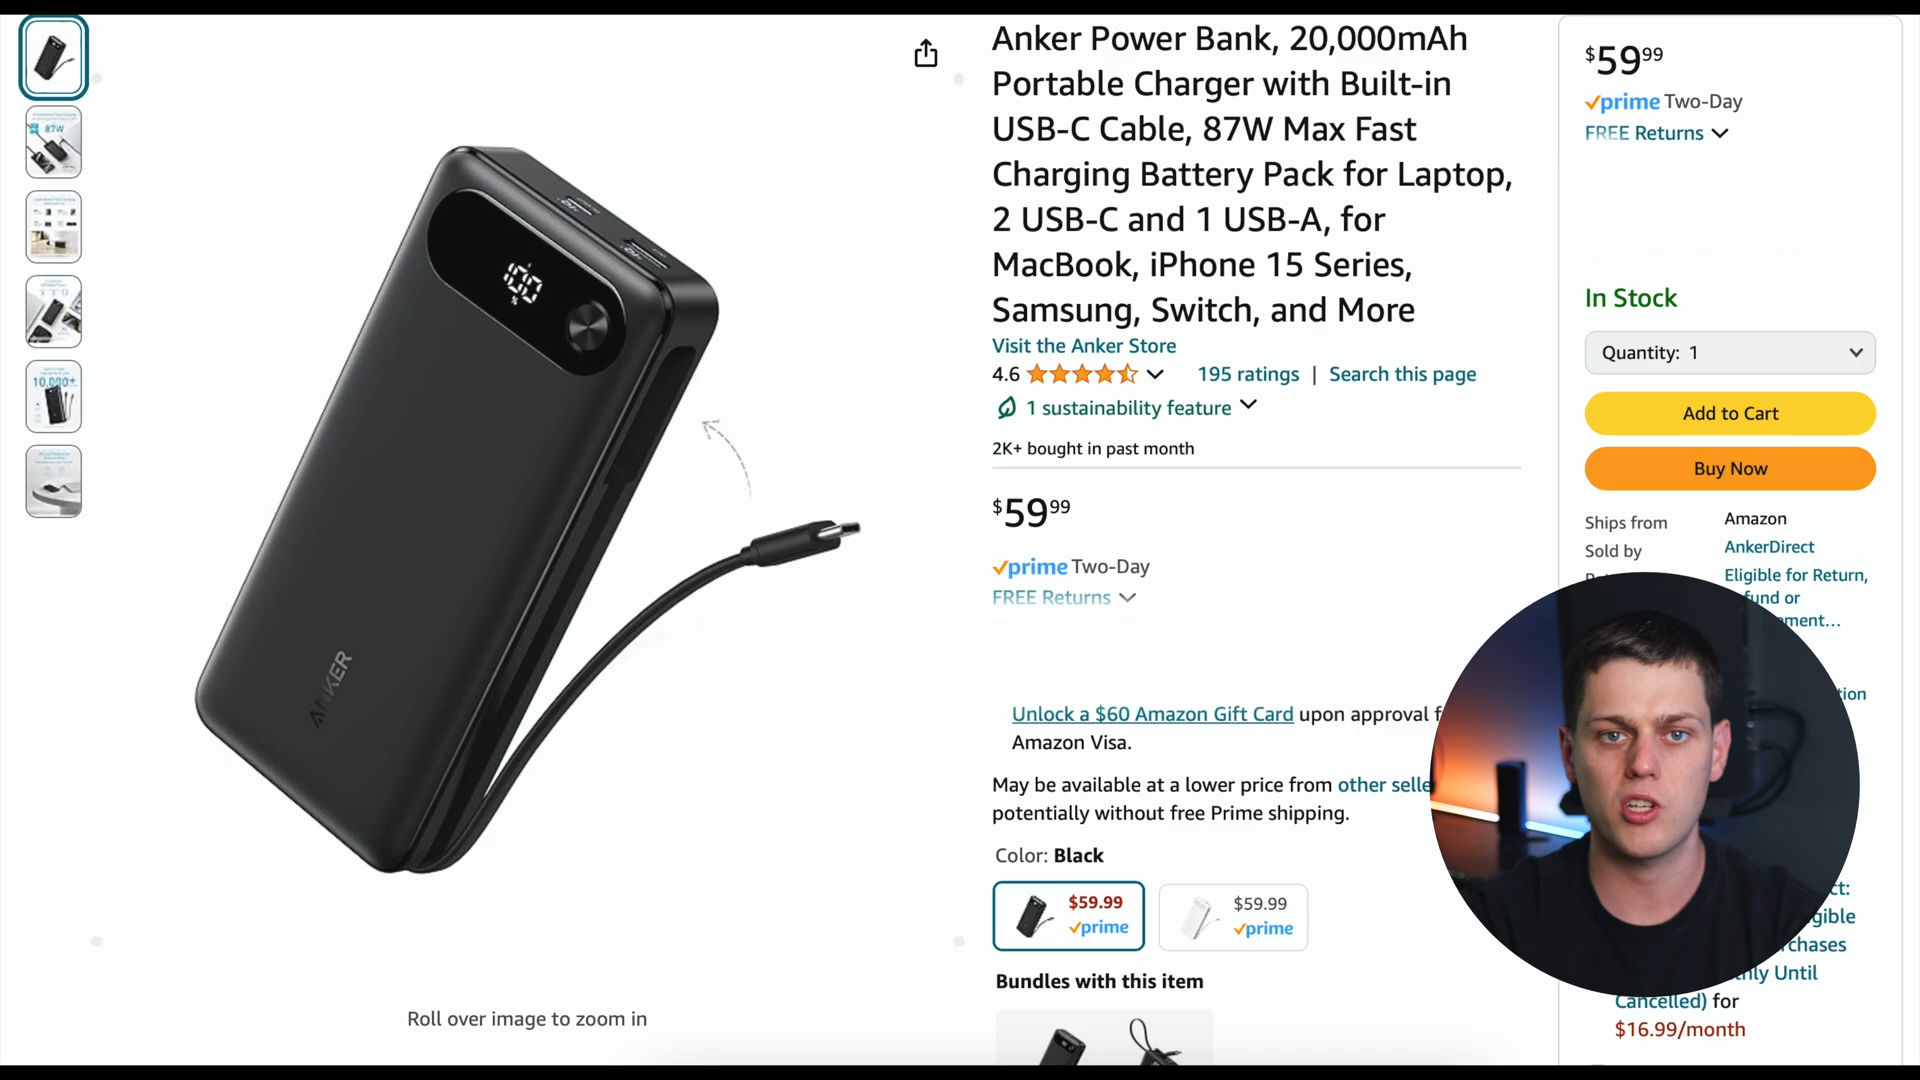 Anker Power Bank, 20,000mAh
Portable Charger with Built-in
USB-C Cable, 87W Max Fast
Charging Battery Pack for Laptop,
2 USB-C and 1 USB-A, for
MacBook, iPhone 15 Series,
Samsung, Switch, and More
Visit the Anker Store
4.6
195 ratings | Search this page
1 sustainability feature
2K+ bought in past month
$59 99
prime Two-Day
FREE Returns
Unlock a $60 Amazon Gift Card upon approval
Amazon Visa.
May be available at a lower price from other
potentially without free Prime shipping.
Color: Black
$59.99
prime
$59.99
prime
Bundles with this item
87W
10,000+
100
%
ANKER
Roll over image to zoom in
$59 99
prime Two-Day
FREE Returns
In Stock
Quantity: 1
Add to Cart
Buy Now
Ships from Amazon
Sold by AnkerDirect
Eligible for Return,
or
Until
Cancelled) for
$16.99/month